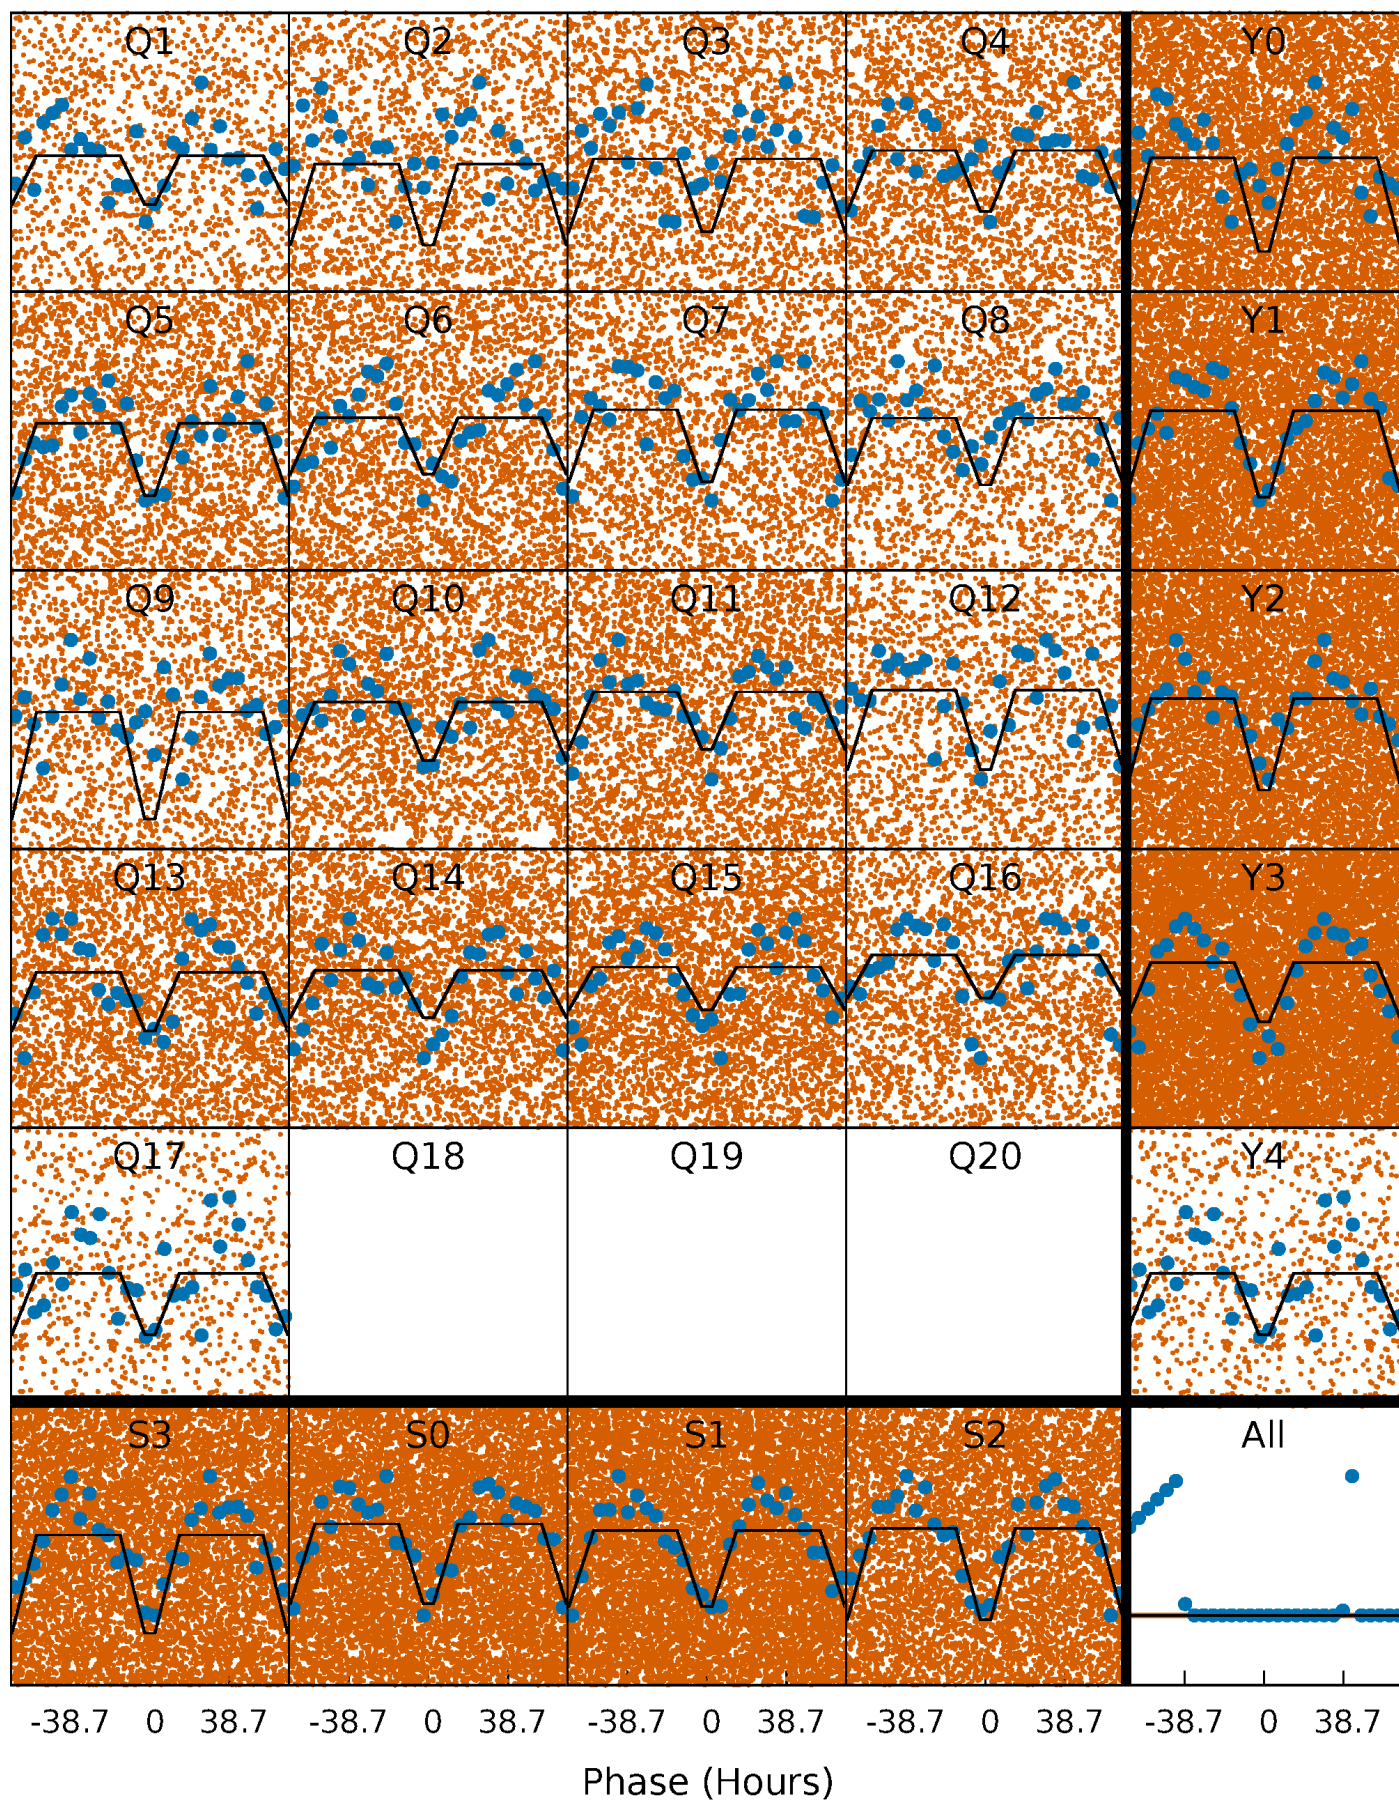 Q1 Q2 Q3 Q4 Y0
Q5 Q6 Q7 Q8 Y1
Q9 Q10 Q11 Q12 Y2
Q13 Q14 Q15 Q16 Y3
Q17 Q18 Q19 Q20 Y4
S3 S0 S1 S2 All
-38.7 0 38.7 -38.7 0 38.7 -38.7 0 38.7 -38.7 0 38.7 -38.7 0 38.7
Phase (Hours)